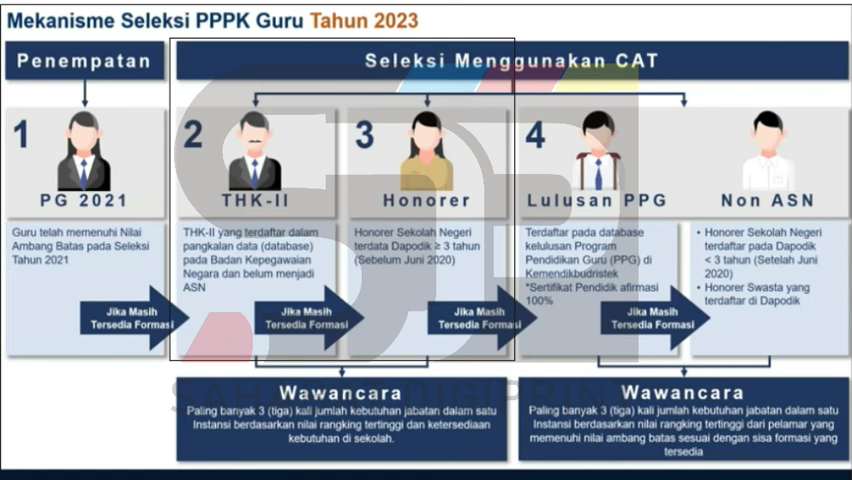 Mekanisme Seleksi PPPK Guru Tahun 2023
Penempatan
Seleksi Menggunakan CAT
1
PG 2021
Guru telah memenuhi Nilai
Ambang Batas pada Seleksi
Tahun 2021
Jika Masih
Tersedia Formasi
2
THK-II
THK-II yang terdaftar dalam
pangkalan data (database)
pada Badan Kepegawaian
Negara dan belum menjadi
ASN
Jika Masih
Tersedia Formasi
3
Honorer
Honorer Sekolah Negeri
terdata Dapodik ≥ 3 tahun
(Sebelum Juni 2020)
Jika Masih
Tersedia Formasi
4
Lulusan PPG
Terdaftar pada database
kelulusan Program
Pendidikan Guru (PPG) di
Kemendikbudristek
*Sertifikat Pendidik afirmasi
100%
Jika Masih
Tersedia Formasi
Non ASN
• Honorer Sekolah Negeri
terdaftar pada Dapodik
< 3 tahun (Setelah Juni
2020)
• Honorer Swasta yang
terdaftar di Dapodik
Wawancara
Paling banyak 3 (tiga) kali jumlah kebutuhan jabatan dalam satu
Instansi berdasarkan nilai rangking tertinggi dan ketersediaan
kebutuhan di sekolah.
Wawancara
Paling banyak 3 (tiga) kali jumlah kebutuhan jabatan dalam satu
Instansi berdasarkan nilai rangking tertinggi dari pelamar yang
memenuhi nilai ambang batas sesuai dengan sisa formasi yang
tersedia